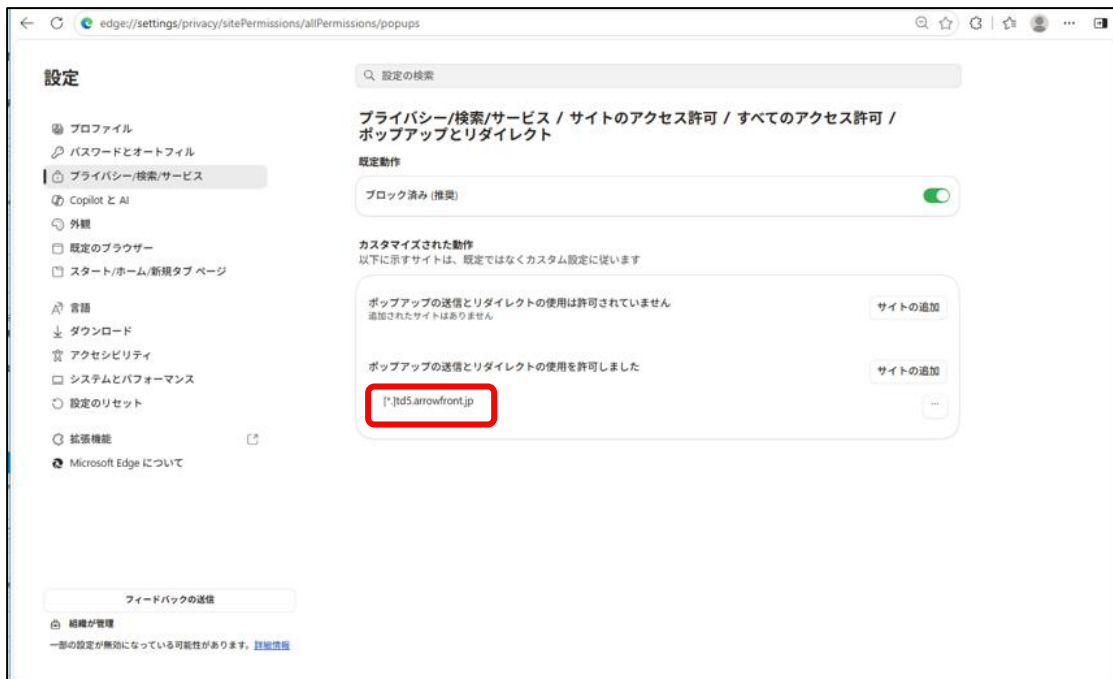 edge://settings/privacy/sitePermissions/allPermissions/popups
設定
設定の検索
プロファイル
パスワードとオートフィル
プライバシー/検索/サービス
Copilot と AI
外観
既定のブラウザー
スタート/ホーム/新規タブ ページ
言語
ダウンロード
アクセシビリティ
システムとパフォーマンス
設定のリセット
拡張機能
Microsoft Edge について
プライバシー/検索/サービス / サイトのアクセス許可 / すべてのアクセス許可 /
ポップアップとリダイレクト
既定動作
ブロック済み (推奨)
カスタマイズされた動作
以下に示すサイトは、既定ではなくカスタム設定に従います
ポップアップの送信とリダイレクトの使用は許可されていません
サイトの追加
追加されたサイトはありません
ポップアップの送信とリダイレクトの使用を許可しました
サイトの追加
[*.]td5.arrowfront.jp
フィードバックの送信
組織が管理
一部の設定が無効になっている可能性があります。詳細情報